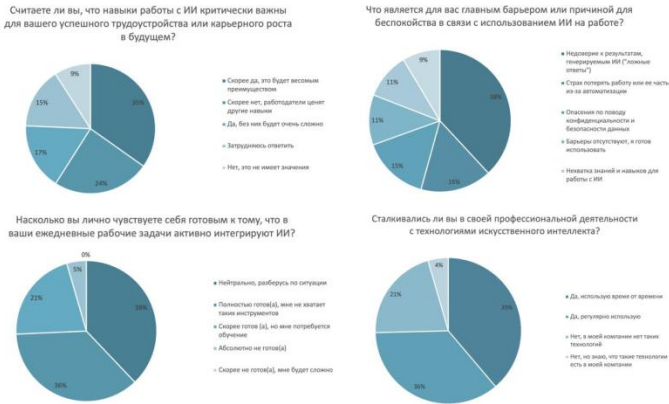 Считаете ли вы, что навыки работы с ИИ критически важны
для вашего успешного трудоустройства или карьерного роста
в будущем?
35%
24%
17%
15%
9%
Скорее да, это будет весомым
преимуществом
Скорее нет, работодатели ценят
другие навыки
Да, без них будет очень сложно
Затрудняюсь ответить
Нет, это не имеет значения
Что является для вас главным барьером или причиной для
беспокойства в связи с использованием ИИ на работе?
38%
16%
15%
11%
11%
9%
Недоверие к результатам,
генерируемым ИИ ("ложные
ответы")
Страх потерять работу или ее часть
из-за автоматизации
Опасения по поводу
конфиденциальности и
безопасности данных
Барьеры отсутствуют, я готов
использовать
Нехватка знаний и навыков для
работы с ИИ
Насколько вы лично чувствуете себя готовым к тому, что в
ваши ежедневные рабочие задачи активно интегрируют ИИ?
38%
36%
21%
5%
0%
Нейтрально, разберусь по ситуации
Полностью готов(а), мне не хватает
таких инструментов
Скорее готов (а), но мне потребуется
обучение
Абсолютно не готов(а)
Скорее не готов(а), мне будет сложно
Сталкивались ли вы в своей профессиональной деятельности
с технологиями искусственного интеллекта?
36%
21%
4%
Да, использую время от времени
Да, регулярно использую
Нет, в моей компании нет таких
технологий
Нет, но знаю, что такие технологии
есть в моей компании